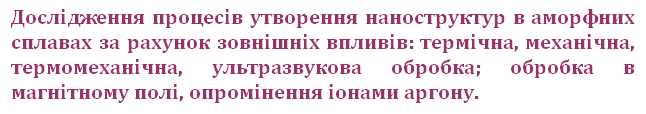 Дослідження процесів утворення наноструктур в аморфних
сплавах за рахунок зовнішніх впливів: термічна, механічна,
термомеханічна, ультразвукова обробка; обробка в
магнітному полі, опромінення іонами аргону.